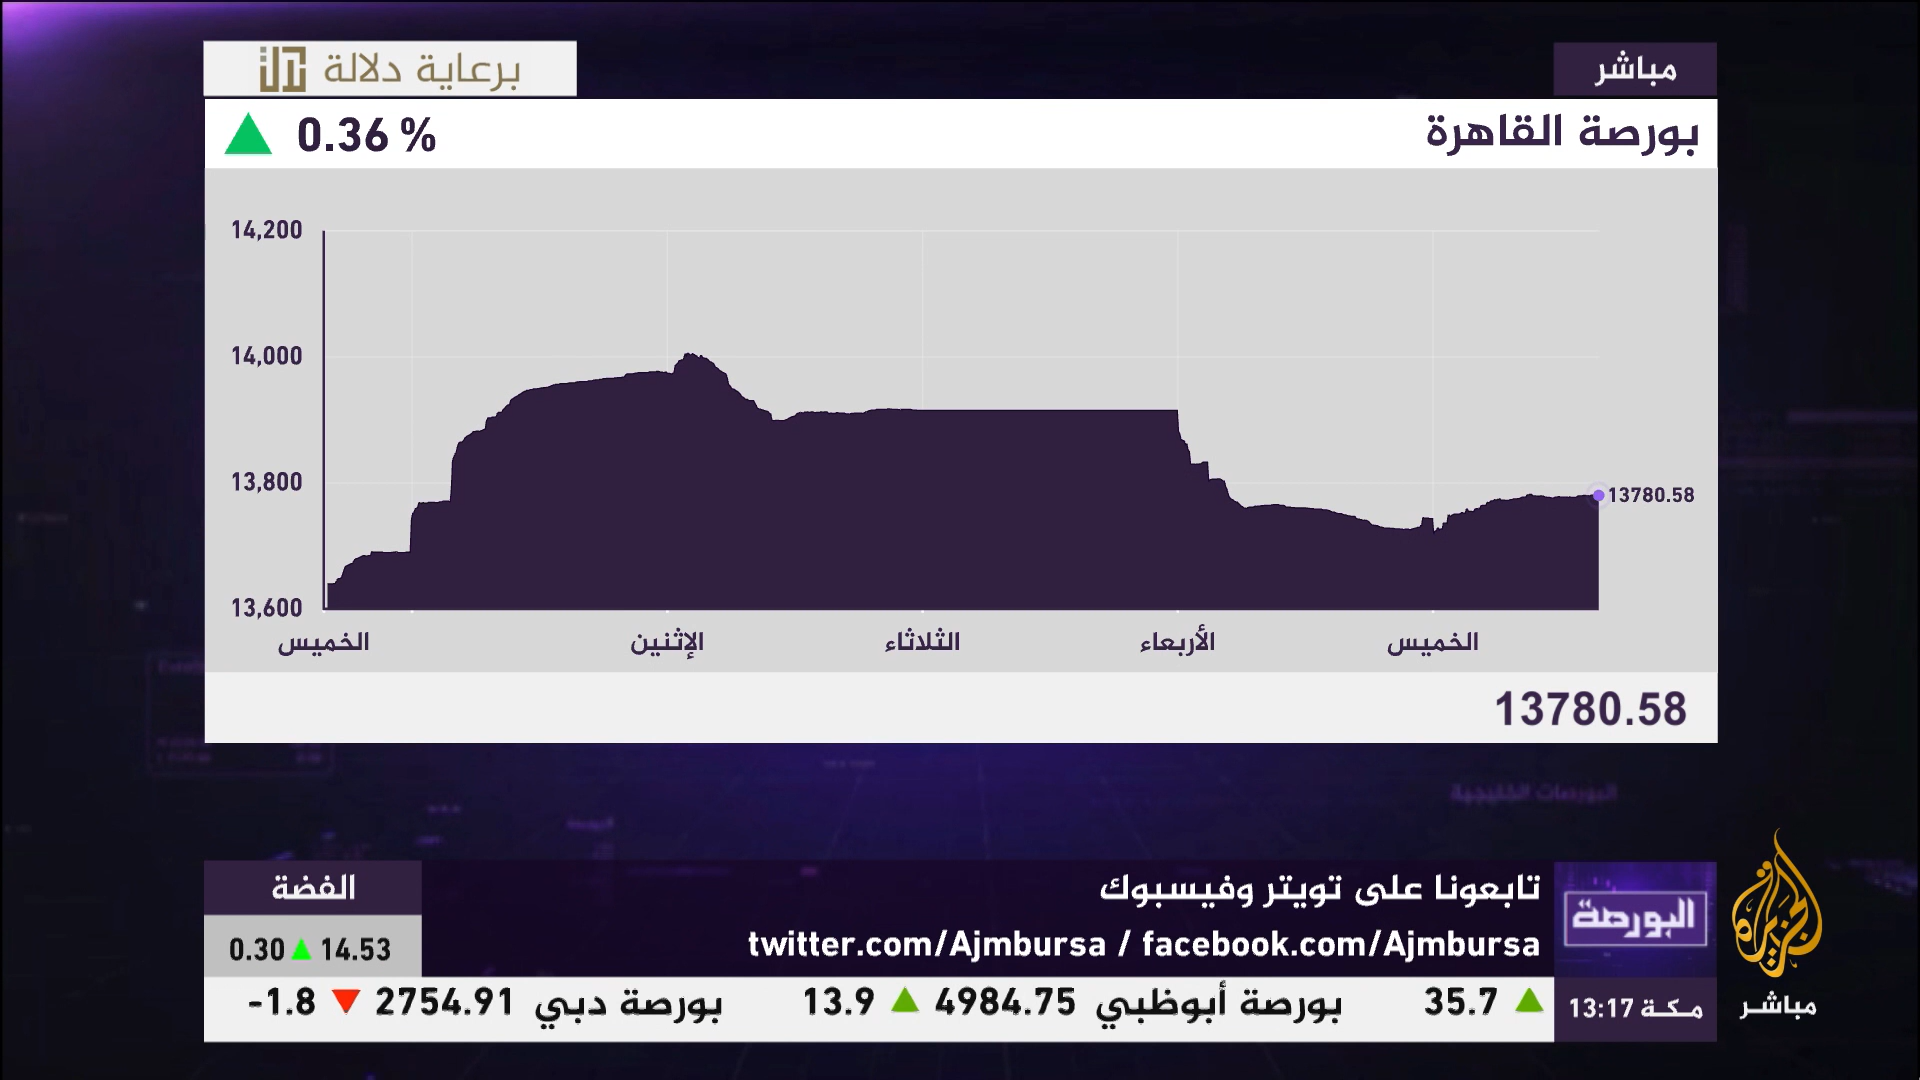 مباشر
برعاية دلالة
بورصة القاهرة
0.36 %
14,200
14,000
13,800
13,600
13780.58
الخميس الإثنين الثلاثاء الأربعاء الخميس
13780.58
البورصات الخليجية
الفضة
14.53 0.30
تابعونا على تويتر وفيسبوك
twitter.com/Ajmbursa / facebook.com/Ajmbursa
البورصة
35.7 بورصة أبوظبي 4984.75 13.9 بورصة دبي 2754.91 -1.8
مكة 13:17
الجزيرة
مباشر